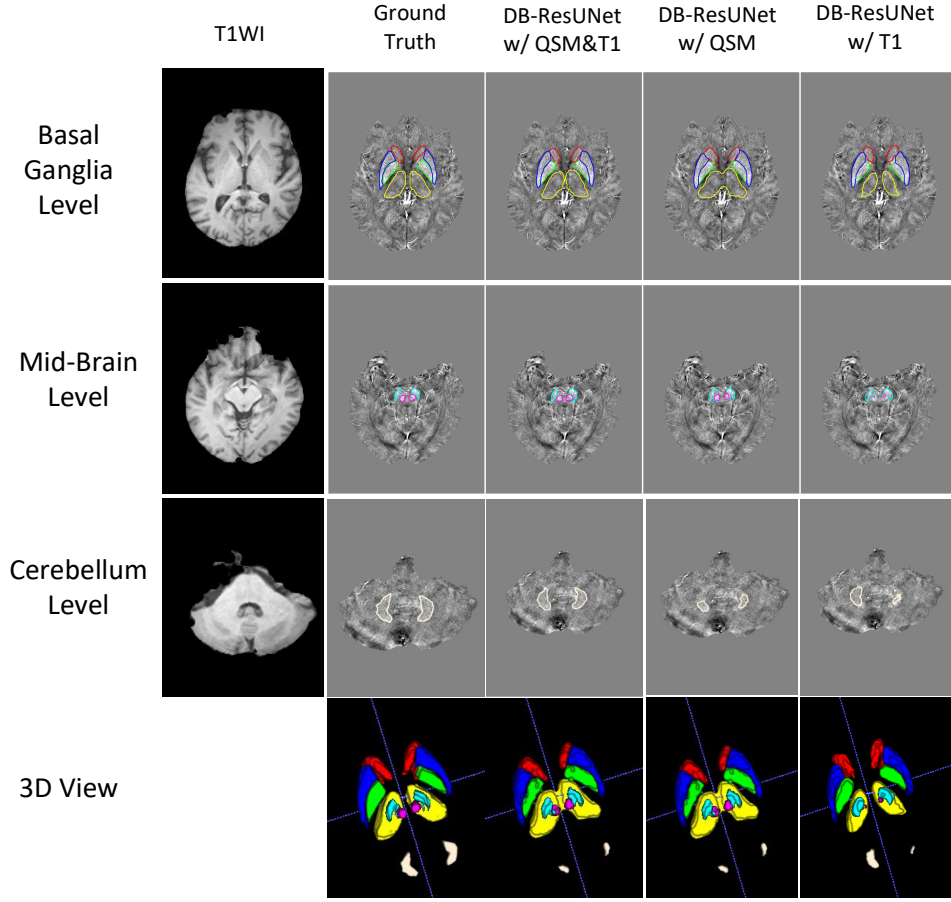 T1WI
Ground
Truth
DB-ResUNet
w/ QSM&T1
DB-ResUNet
w/ QSM
DB-ResUNet
w/ T1
Basal
Ganglia
Level
Mid-Brain
Level
Cerebellum
Level
3D View